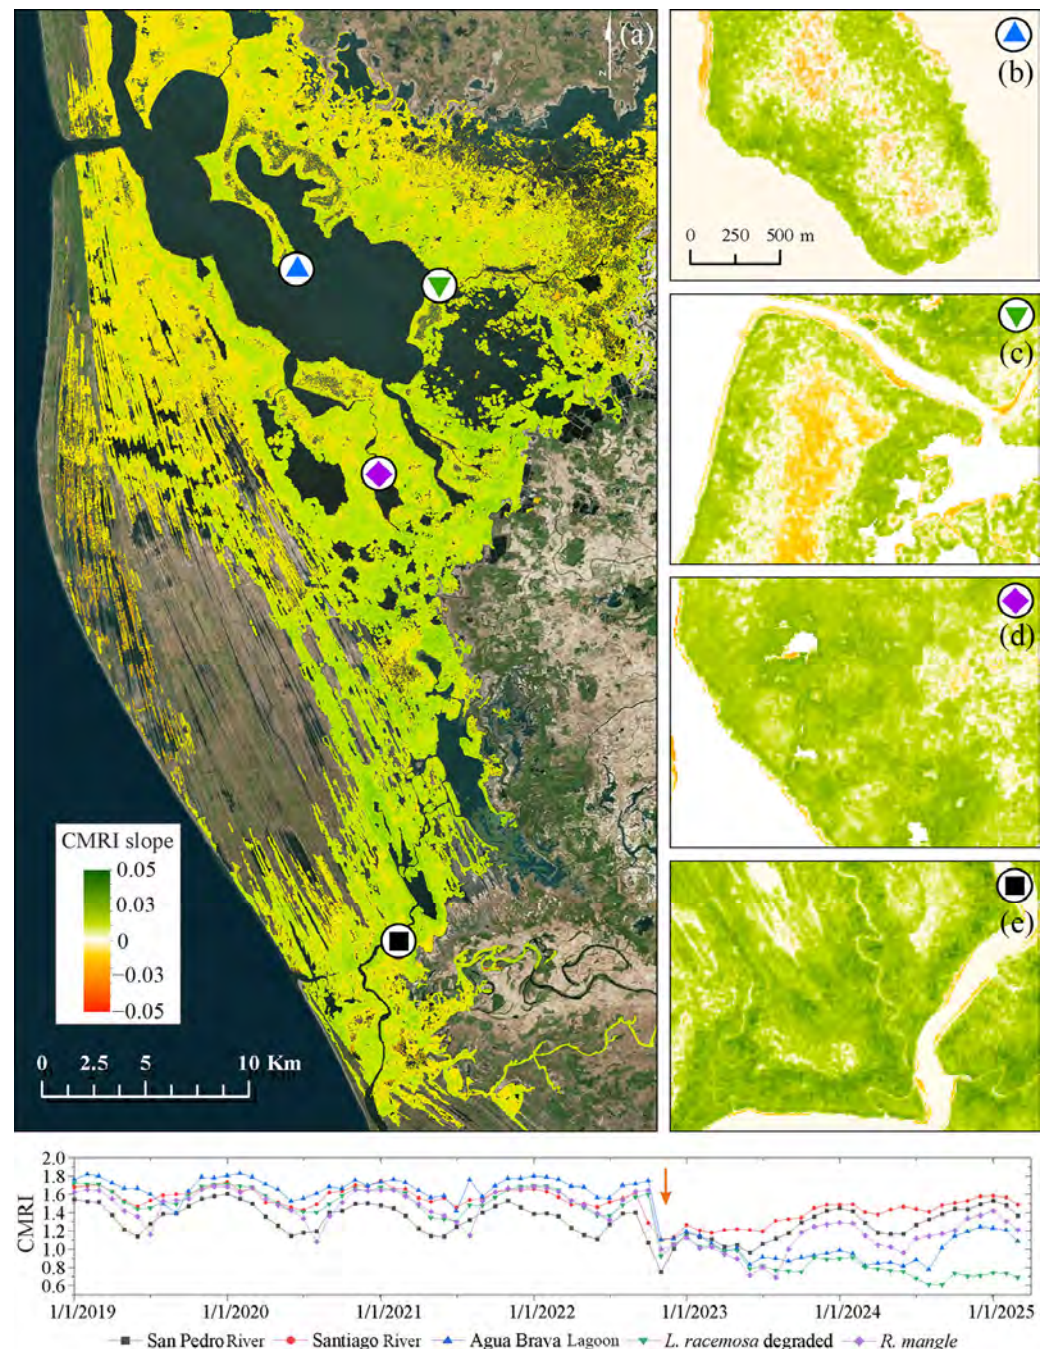 (a)
N
CMRI slope
0.05
0.03
0
−0.03
−0.05
0 2.5 5 10 Km
(b)
0 250 500 m
(c)
(d)
(e)
CMRI
2.0
1.8
1.6
1.4
1.2
1.0
0.8
0.6
1/1/2019 1/1/2020 1/1/2021 1/1/2022 1/1/2023 1/1/2024 1/1/2025
San Pedro River Santiago River Agua Brava Lagoon L. racemosa degraded R. mangle